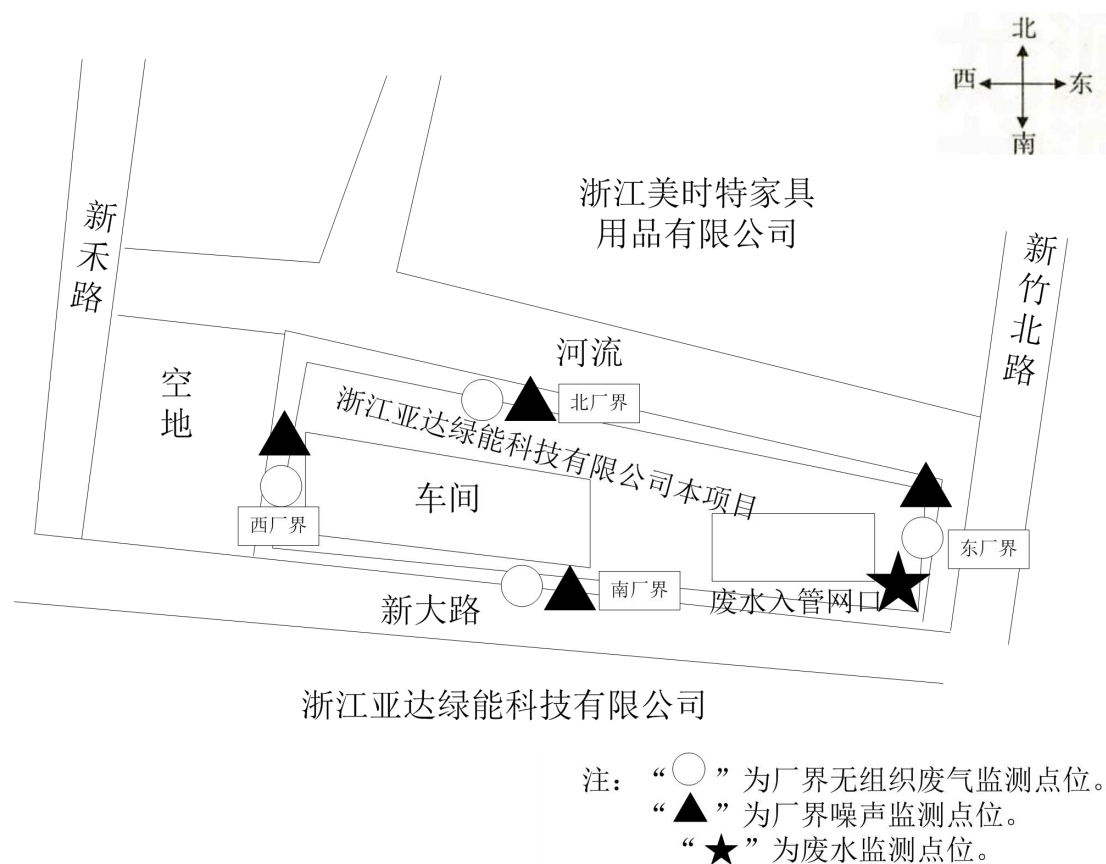 北
西 东
南
浙江美时特家具
用品有限公司
新禾路
新竹北路
河流
空地
北厂界
浙江亚达绿能科技有限公司本项目
车间
西厂界
东厂界
南厂界
废水入管网口
新大路
浙江亚达绿能科技有限公司
注：“○”为厂界无组织废气监测点位。
“▲”为厂界噪声监测点位。
“★”为废水监测点位。